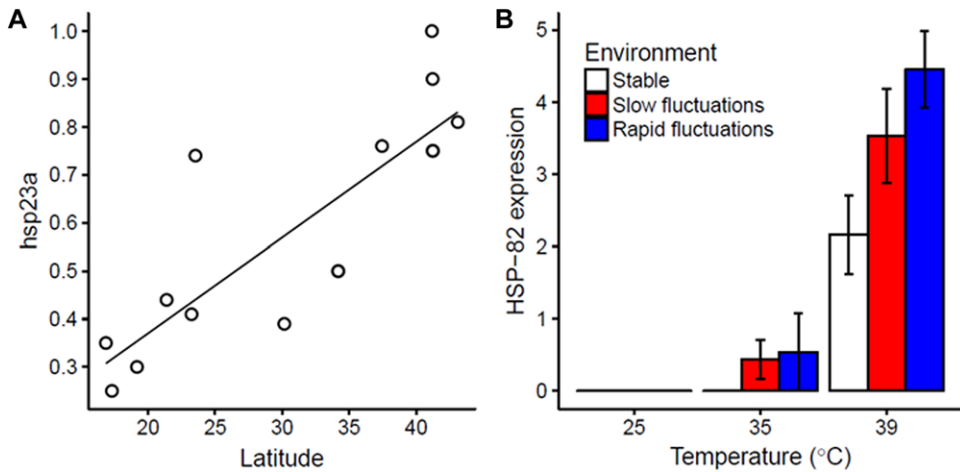 A
hsp23a
1.0
0.9
0.8
0.7
0.6
0.5
0.4
0.3
20 25 30 35 40
Latitude
B
HSP−82 expression
5
4
3
2
1
0
Environment
Stable
Slow fluctuations
Rapid fluctuations
25 35 39
Temperature (°C)